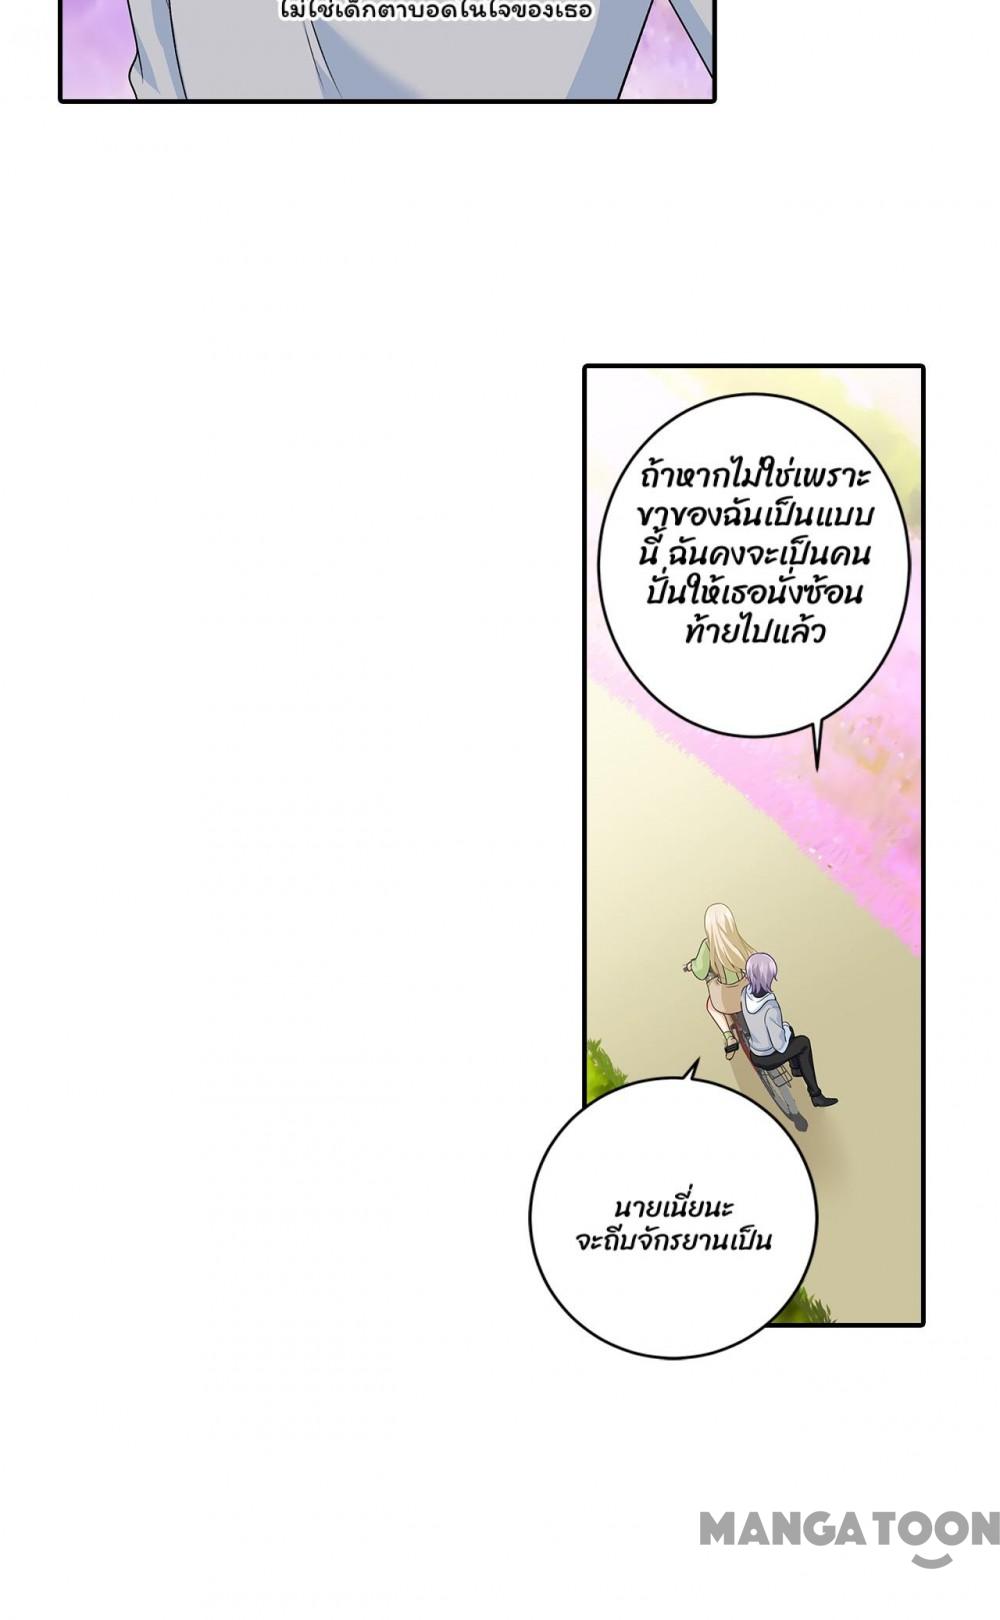 ไม่ใช่เด็กตาบอดในใจของเธอ
ถ้าหากไม่ใช่เพราะ
ขาของฉันเป็นแบบ
นี้ ฉันคงจะเป็นคน
ปั่นให้เธอนั่งซ้อน
ท้ายไปแล้ว
นายเนี่ยนะ
จะถีบจักรยานเป็น
MANGATOON